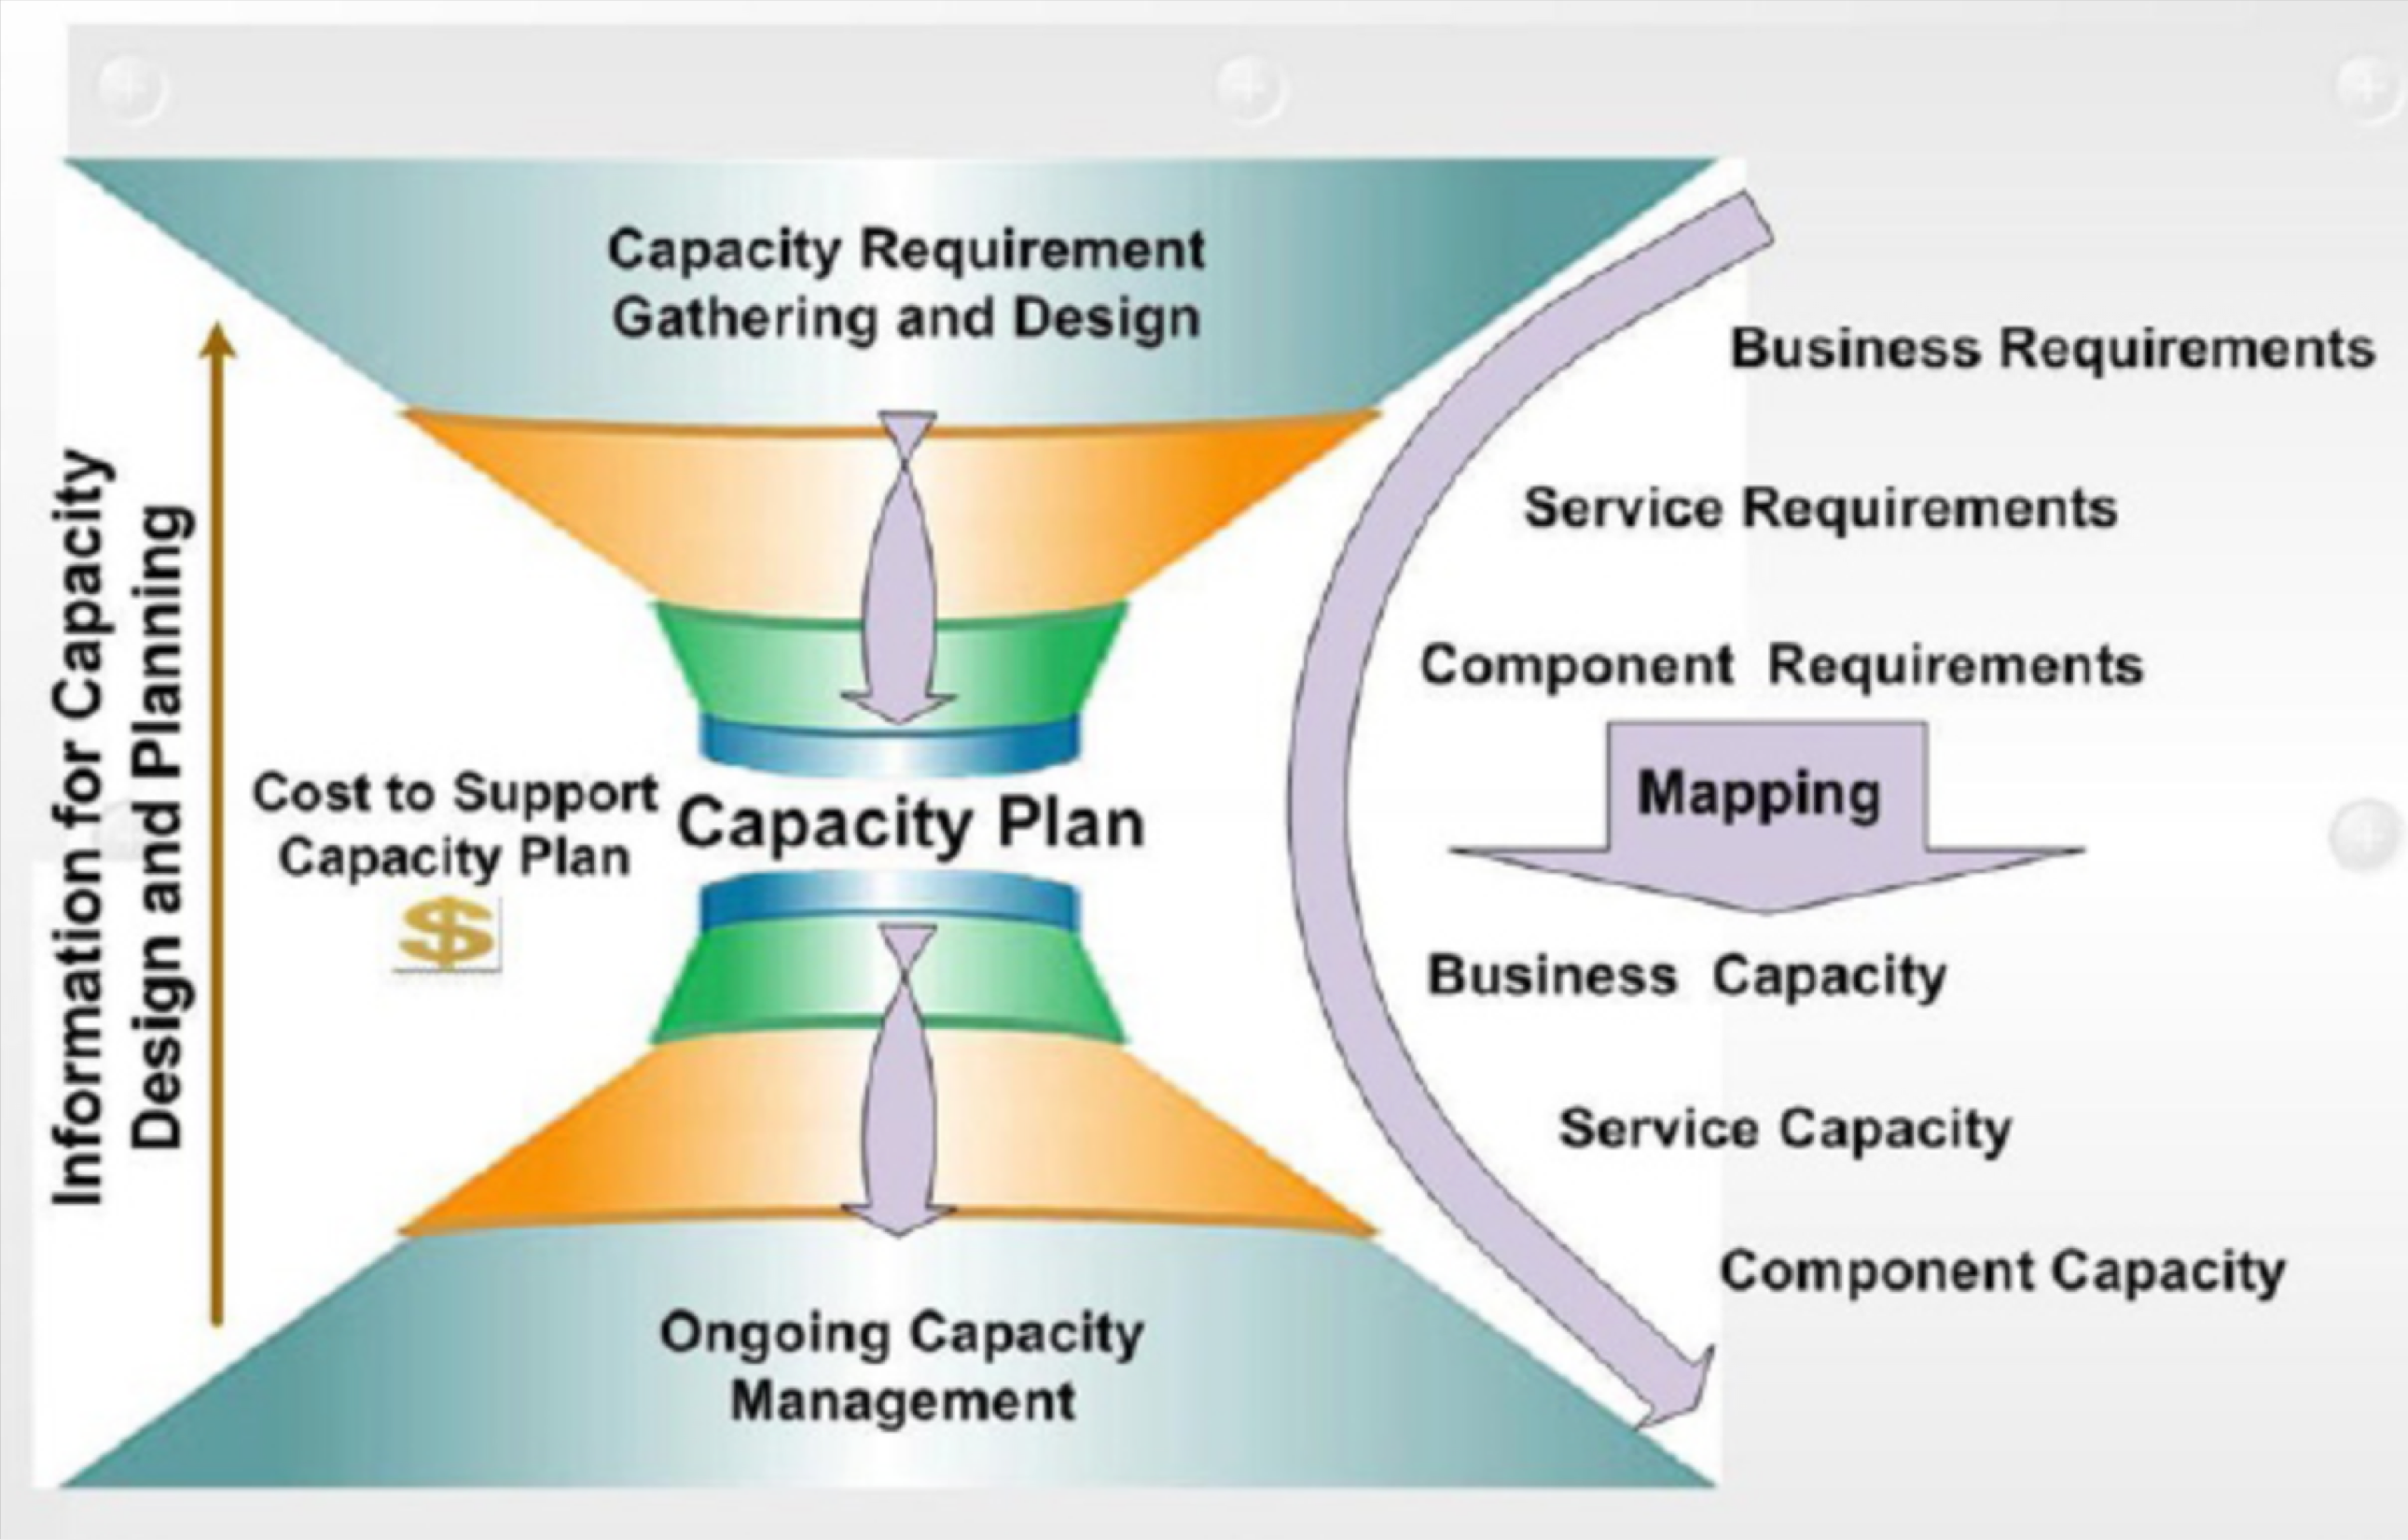 Capacity Requirement
Gathering and Design
Business Requirements
Service Requirements
Component Requirements
Mapping
Information for Capacity
Design and Planning
Cost to Support
Capacity Plan
$
Capacity Plan
Business Capacity
Service Capacity
Component Capacity
Ongoing Capacity
Management